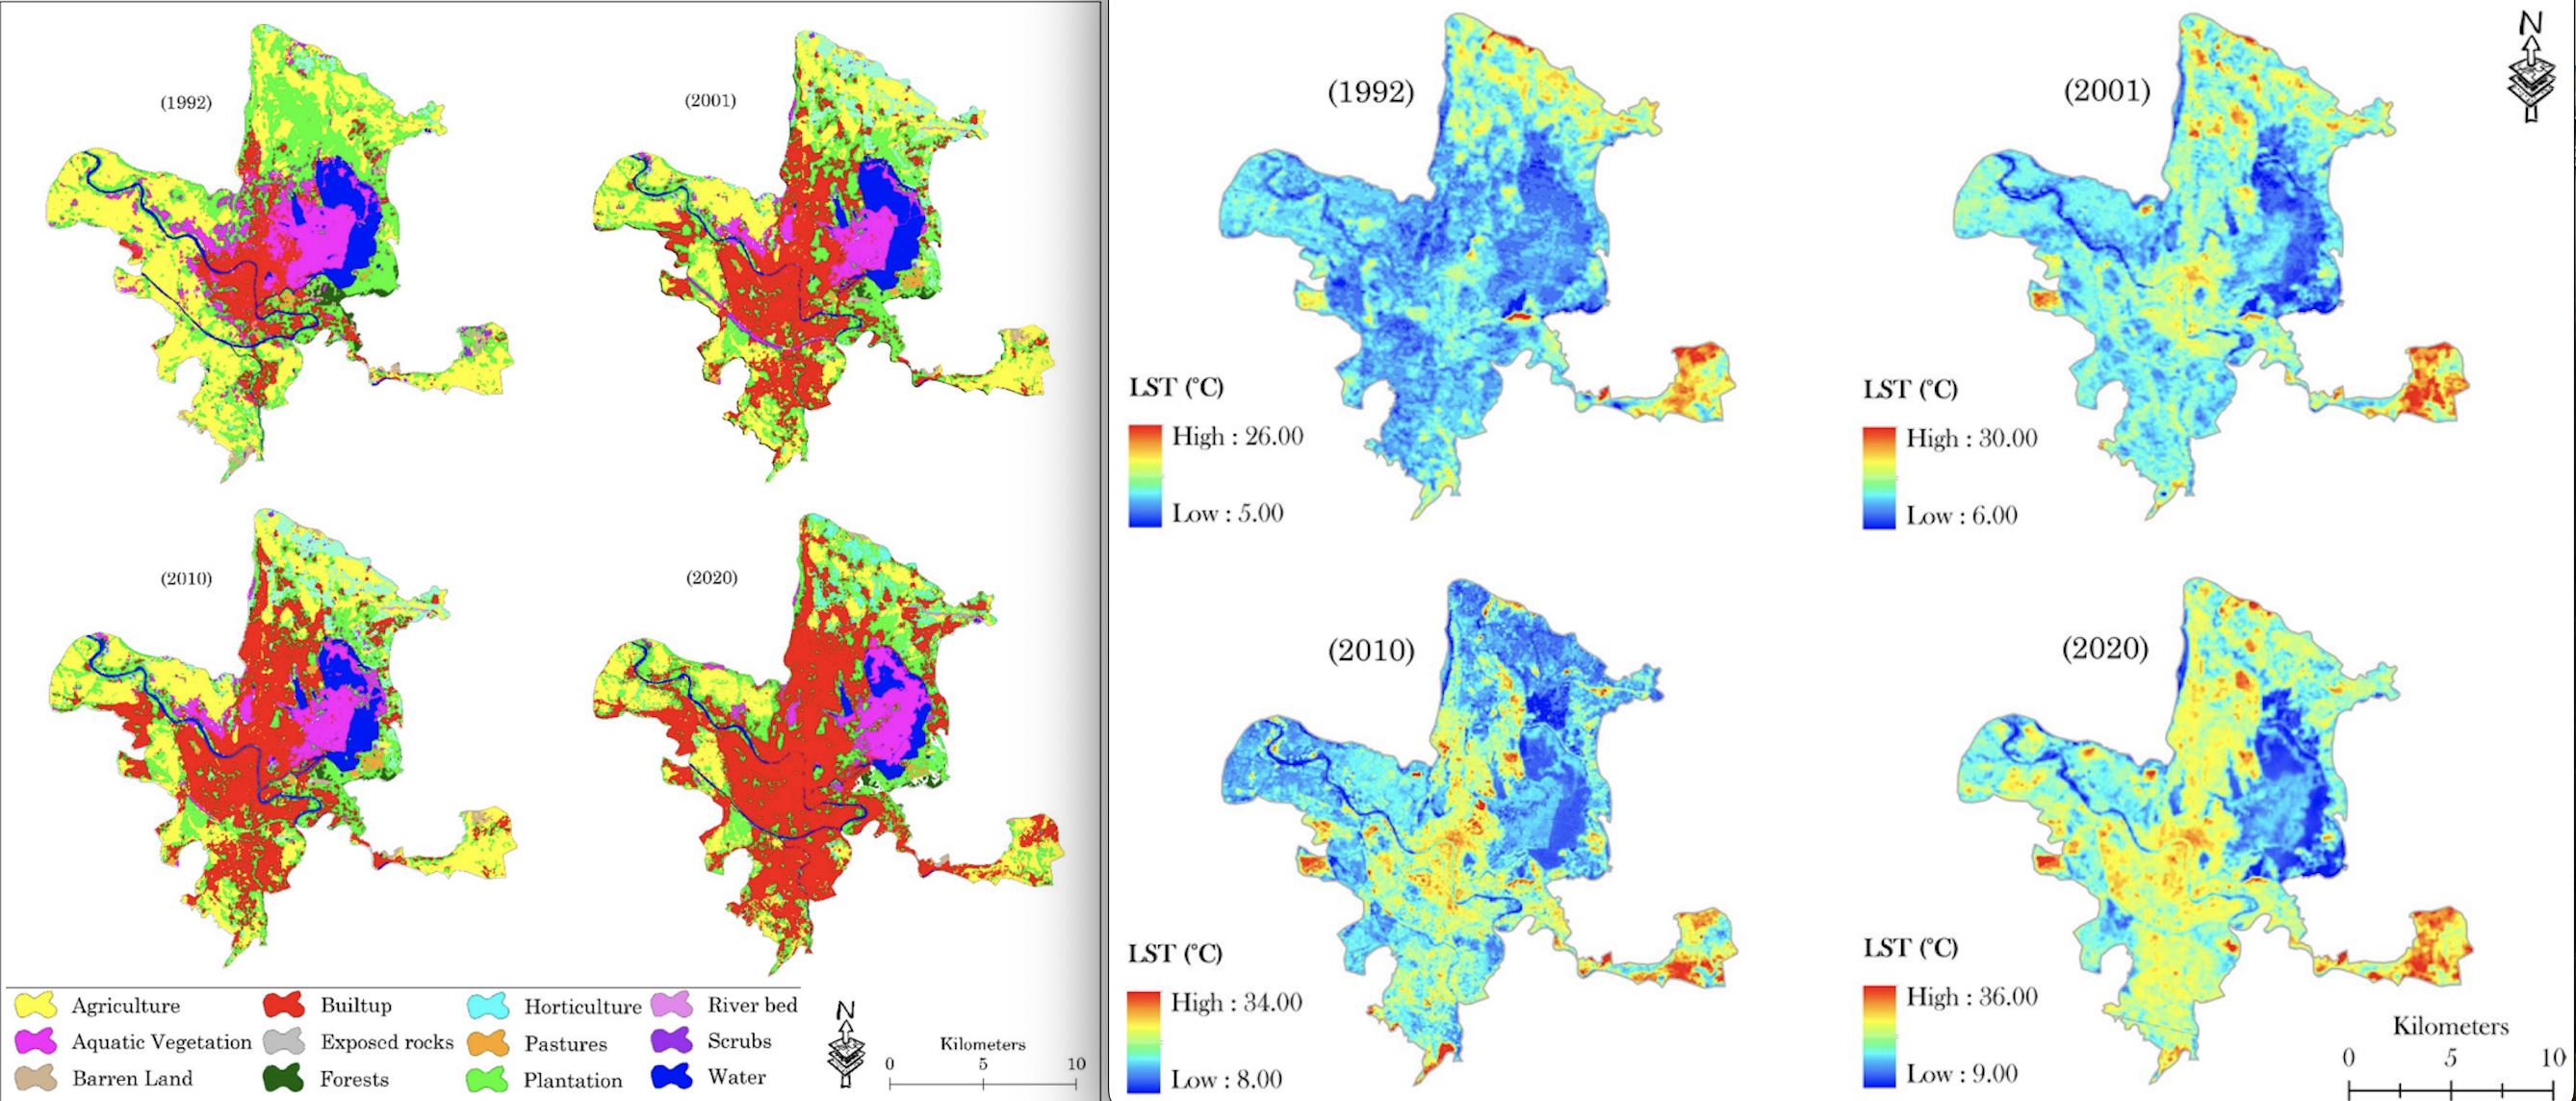 (1992)
(2001)
(2010)
(2020)
Agriculture
Builtup
Horticulture
River bed
Aquatic Vegetation
Exposed rocks
Pastures
Scrubs
Barren Land
Forests
Plantation
Water
N
Kilometers
0 5 10
(1992)
LST (°C)
High : 26.00
Low : 5.00
(2001)
LST (°C)
High : 30.00
Low : 6.00
N
(2010)
LST (°C)
High : 34.00
Low : 8.00
(2020)
LST (°C)
High : 36.00
Low : 9.00
Kilometers
0 5 10